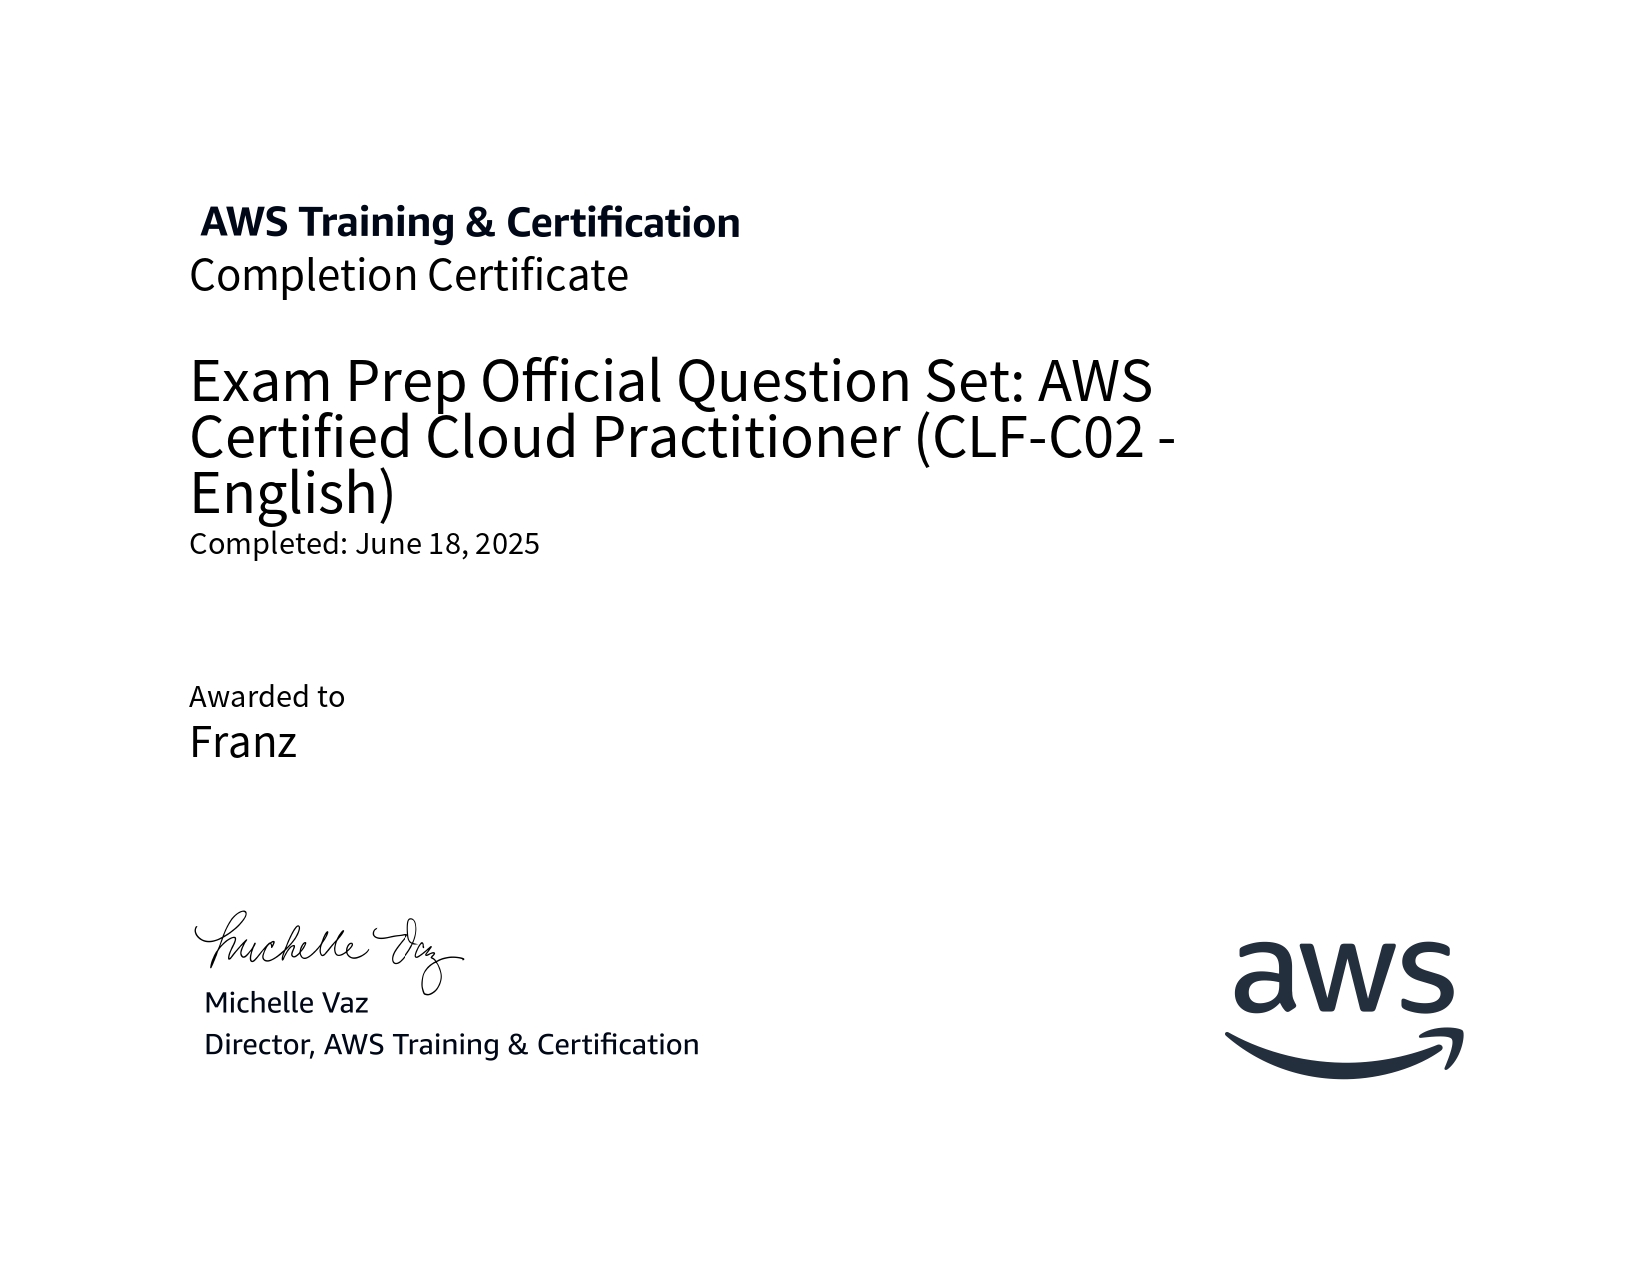 AWS Training & Certification
Completion Certificate
Exam Prep Official Question Set: AWS
Certified Cloud Practitioner (CLF-C02 -
English)
Completed: June 18, 2025
Awarded to
Franz
Michelle Vaz
Michelle Vaz
Director, AWS Training & Certification
aws